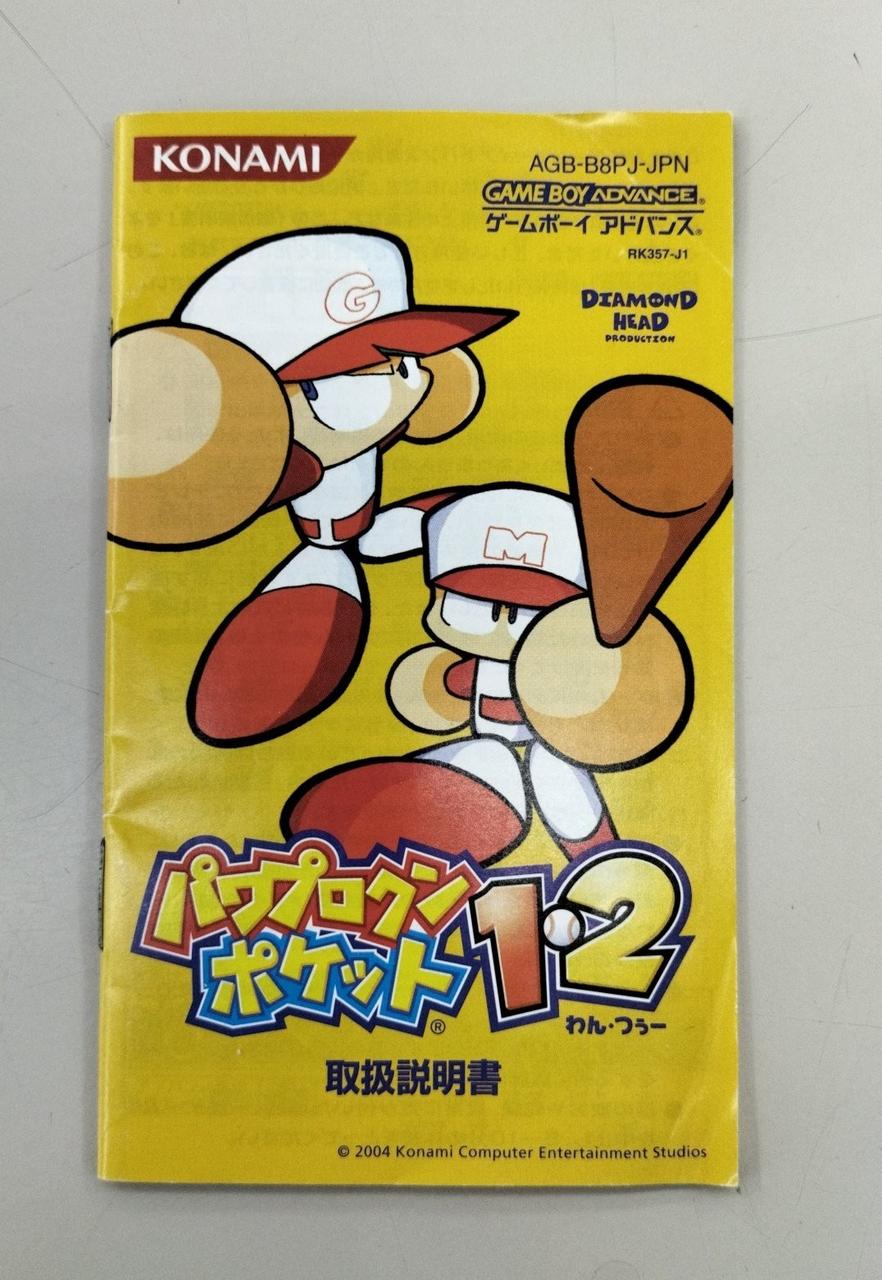 KONAMI
AGB-B8PJ-JPN
GAME BOY ADVANCE®
ゲームボーイ アドバンス®
RK357-J1
DIAMOND
HEAD
PRODUCTION
G
M
パワプロクン
ポケット® 1・2
わん・つぅー
取扱説明書
© 2004 Konami Computer Entertainment Studios